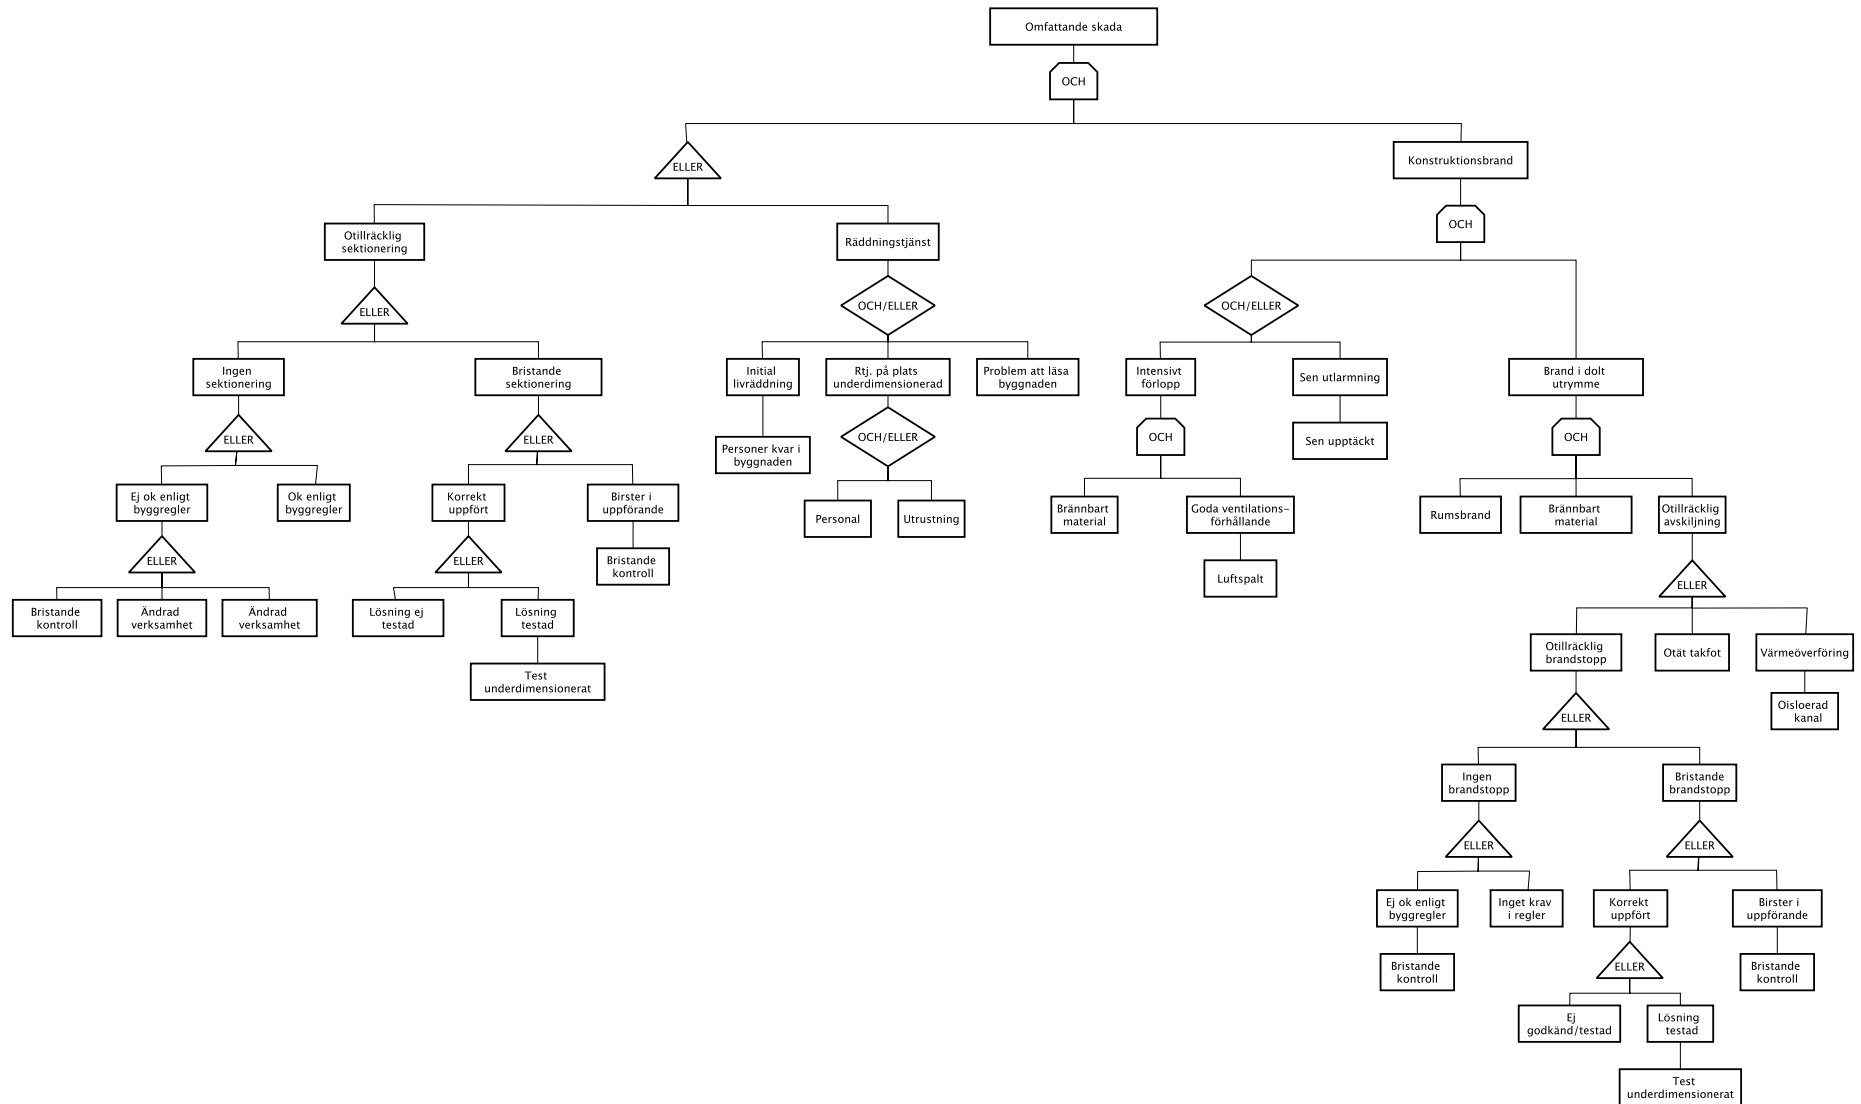 Omfattande skada
OCH
ELLER
Konstruktionsbrand
OCH
Otillräcklig
sektionering
Räddningstjänst
ELLER
OCH/ELLER
OCH/ELLER
Ingen
sektionering
Bristande
sektionering
Initial
livräddning
Rtj. på plats
underdimensionerad
Problem att läsa
byggnaden
Intensivt
förlopp
Sen utlarmning
Brand i dolt
utrymme
ELLER
ELLER
Personer kvar i
byggnaden
OCH/ELLER
OCH
Sen upptäckt
OCH
Ej ok enligt
byggregler
Ok enligt
byggregler
Korrekt
uppfört
Birster i
uppförande
Personal
Utrustning
Brännbart
material
Goda ventilations-
förhållande
Rumsbrand
Brännbart
material
Otillräcklig
avskiljning
ELLER
ELLER
Bristande
kontroll
Luftspalt
ELLER
Bristande
kontroll
Ändrad
verksamhet
Ändrad
verksamhet
Lösning ej
testad
Lösning
testad
Test
underdimensionerat
Otillräcklig
brandstopp
Otät takfot
Värmeöverföring
Oisloerad
kanal
ELLER
Ingen
brandstopp
Bristande
brandstopp
ELLER
ELLER
Ej ok enligt
byggregler
Inget krav
i regler
Korrekt
uppfört
Birster i
uppförande
Bristande
kontroll
ELLER
Bristande
kontroll
Ej
godkänd/testad
Lösning
testad
Test
underdimensionerat